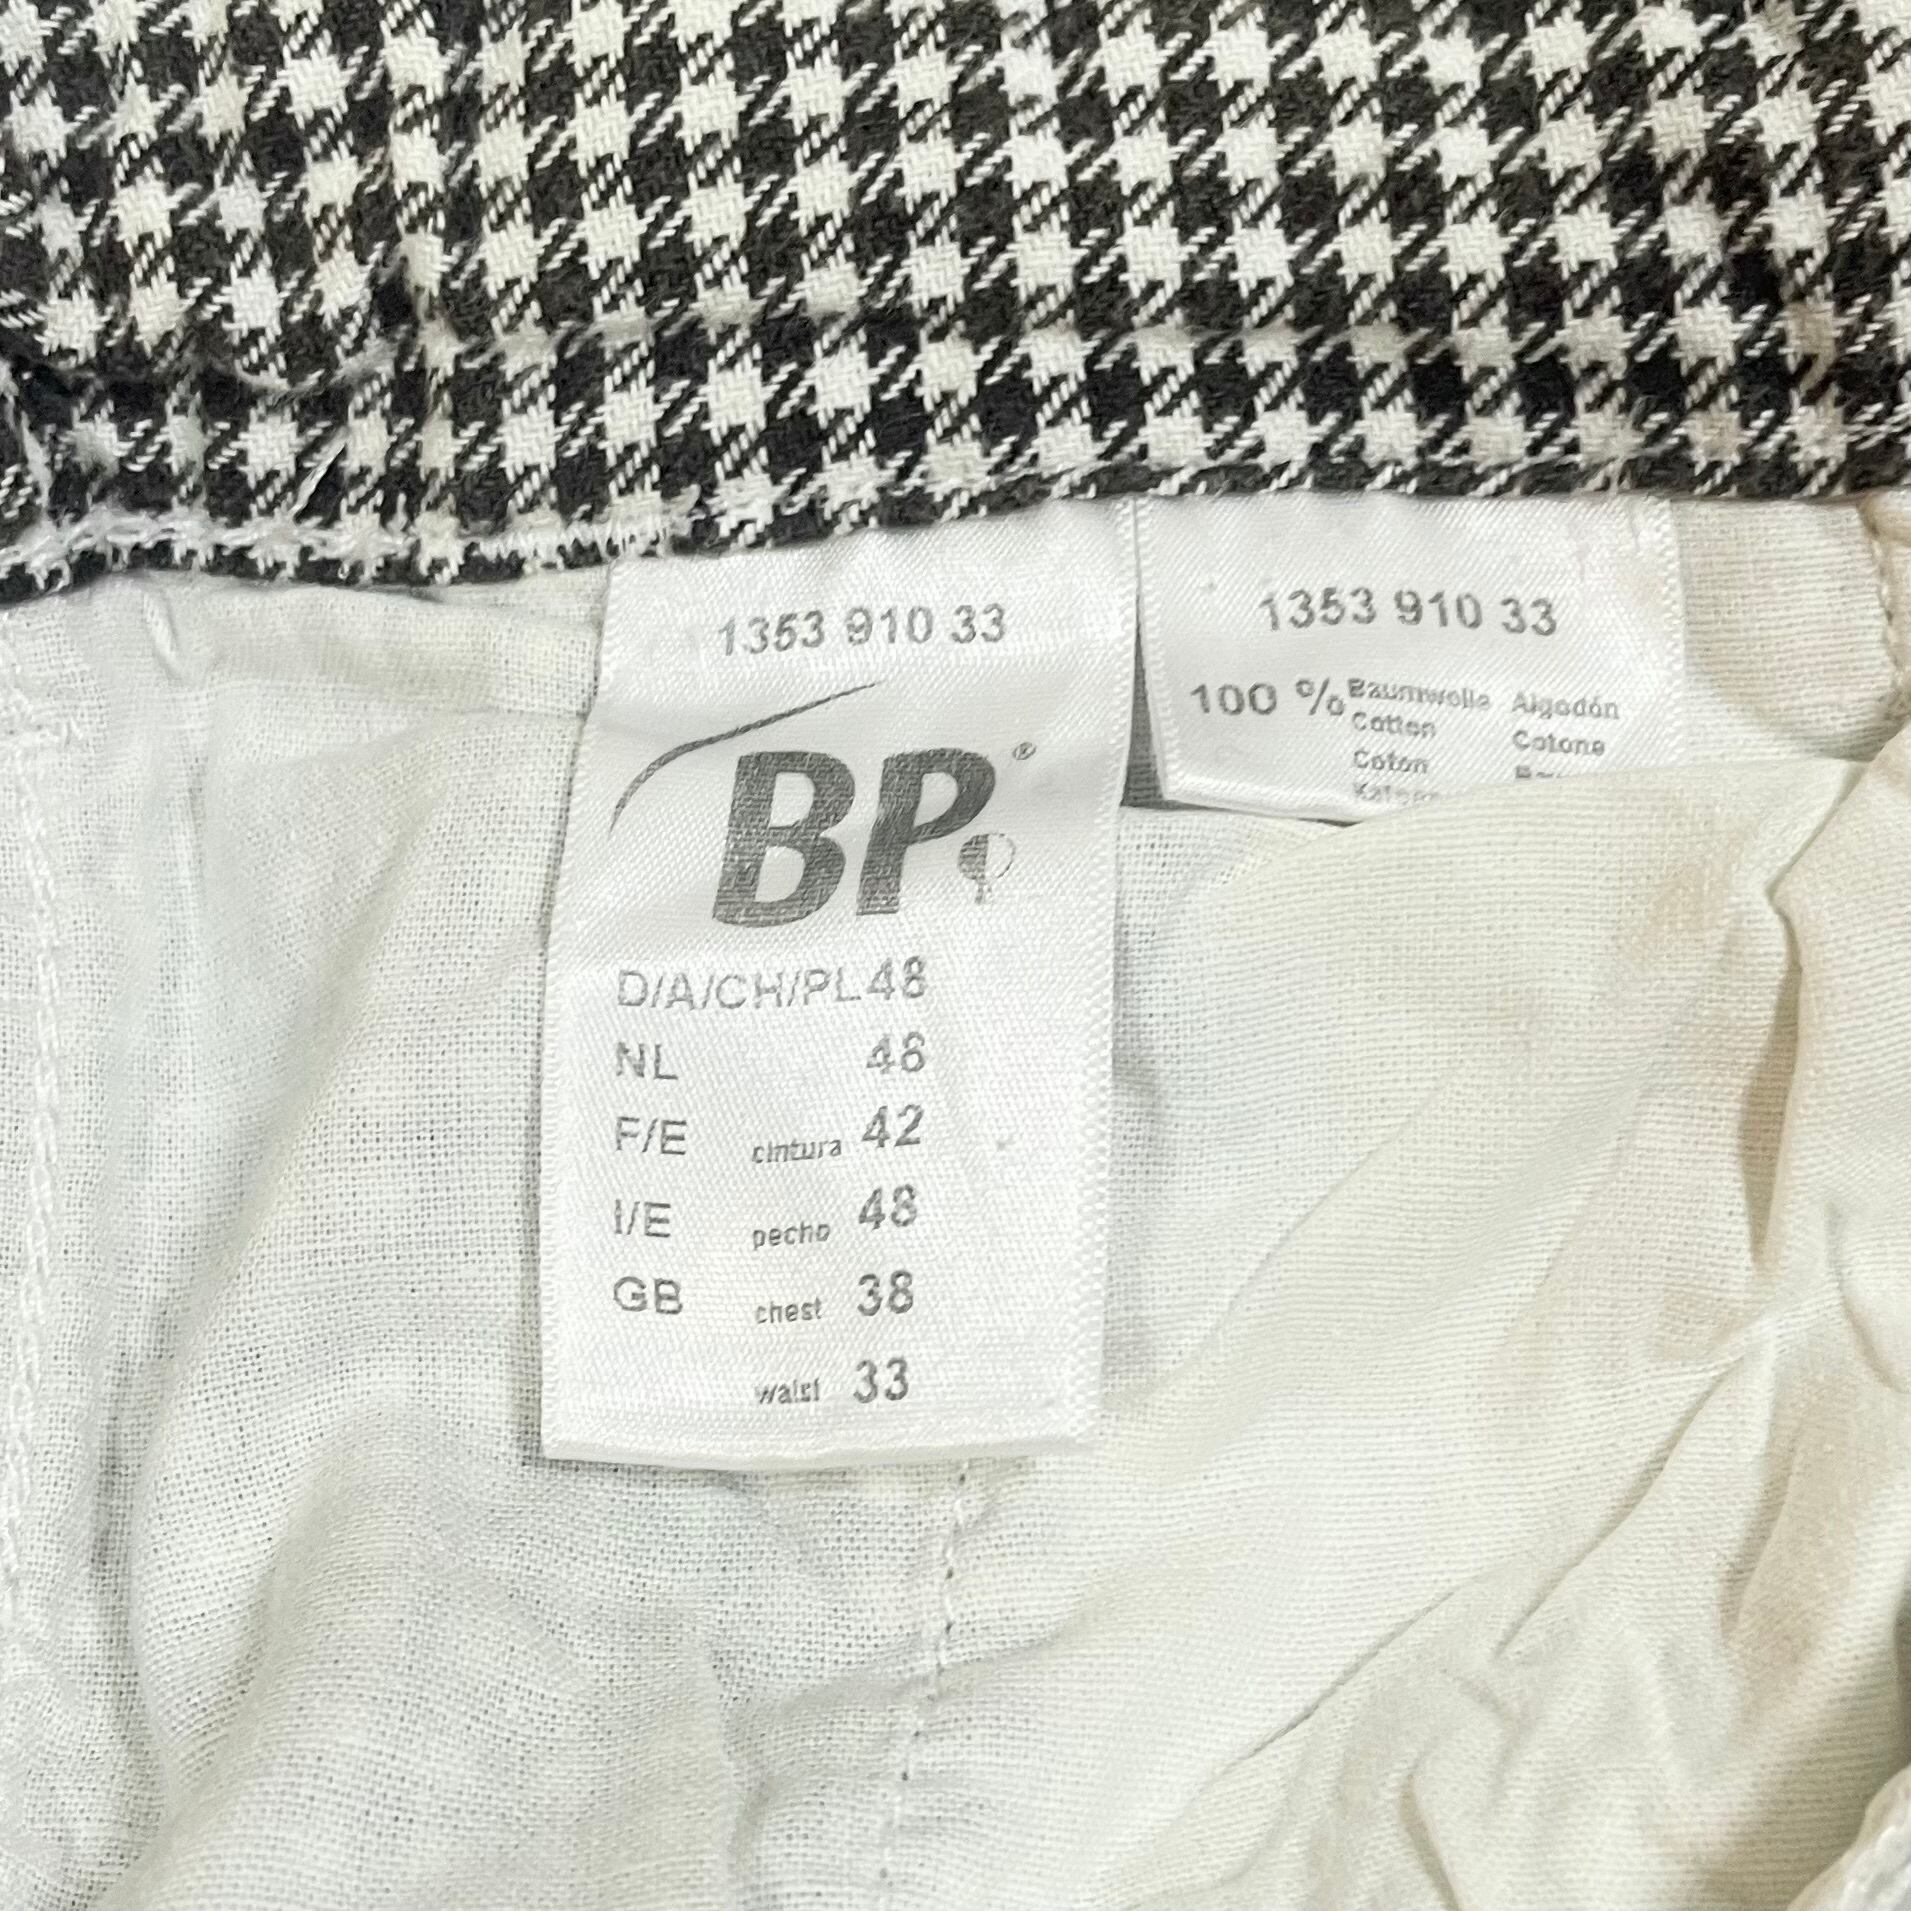 1353 910 33
BP®
D/A/CH/PL 48
NL 46
F/E cintura 42
I/E pecho 48
GB chest 38
waist 33
1353 910 33
100 % Baumwolle Algodón
Cotton Cotone
Coton